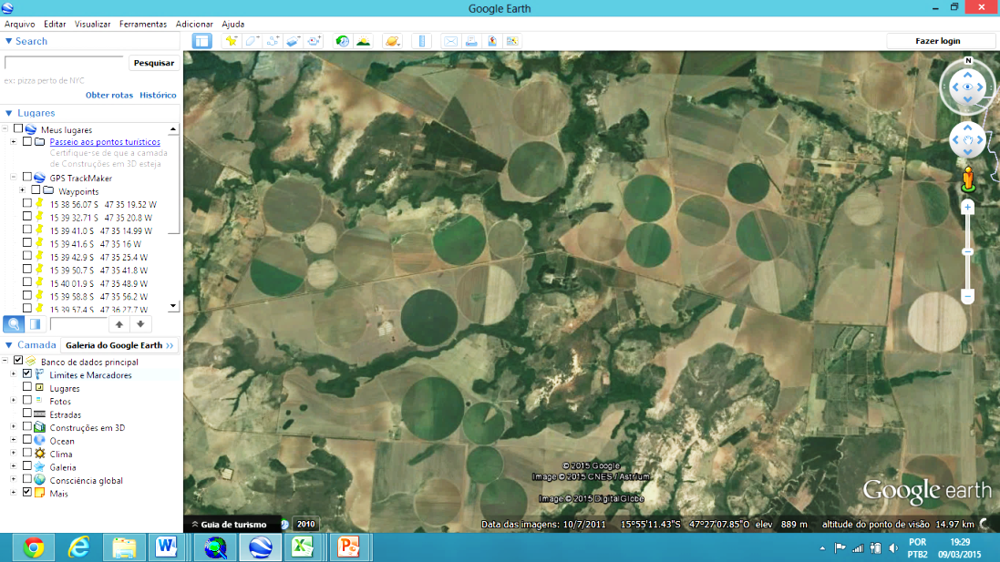 Google Earth
Arquivo Editar Visualizar Ferramentas Adicionar Ajuda
Search
Fazer login
Pesquisar
ex: pizza perto de NYC
Obter rotas Histórico
Lugares
Meus lugares
Passeio aos pontos turísticos
Certifique-se de que a camada
de Construções em 3D esteja
GPS TrackMaker
Waypoints
15 38 56.07 S 47 35 19.52 W
15 39 32.71 S 47 35 20.8 W
15 39 41.0 S 47 35 14.99 W
15 39 41.6 S 47 35 16 W
15 39 42.9 S 47 35 25.4 W
15 39 50.7 S 47 35 41.8 W
15 40 01.9 S 47 35 48.9 W
15 39 58.8 S 47 35 56.2 W
15 39 57.4 S 47 36 27.7 W
Camada Galeria do Google Earth >>
Banco de dados principal
Limites e Marcadores
Lugares
Fotos
Estradas
Construções em 3D
Ocean
Clima
Galeria
Consciência global
Mais
N
© 2015 Google
Image © 2015 CNES / Astrium
Image © 2015 DigitalGlobe
Google earth
Guia de turismo 2010
Data das imagens: 10/7/2011 15°55'11.43"S 47°27'07.85"O elev 889 m altitude do ponto de visão 14.97 km
POR 19:29
PTB2 09/03/2015